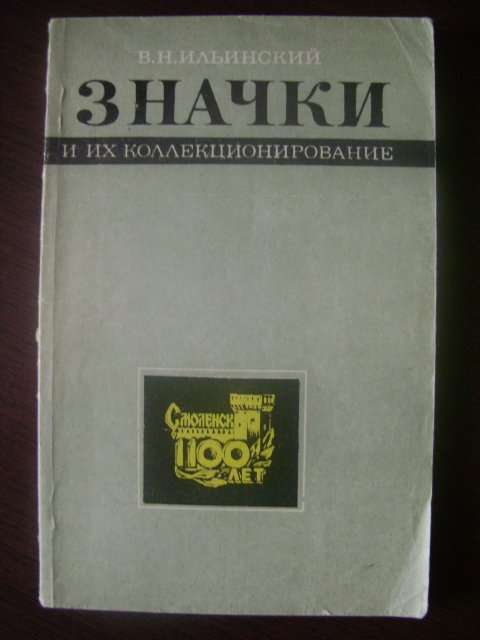 В.Н.ИЛЬИНСКИЙ
ЗНАЧКИ
И ИХ КОЛЛЕКЦИОНИРОВАНИЕ
СМОЛЕНСК
1100
ЛЕТ